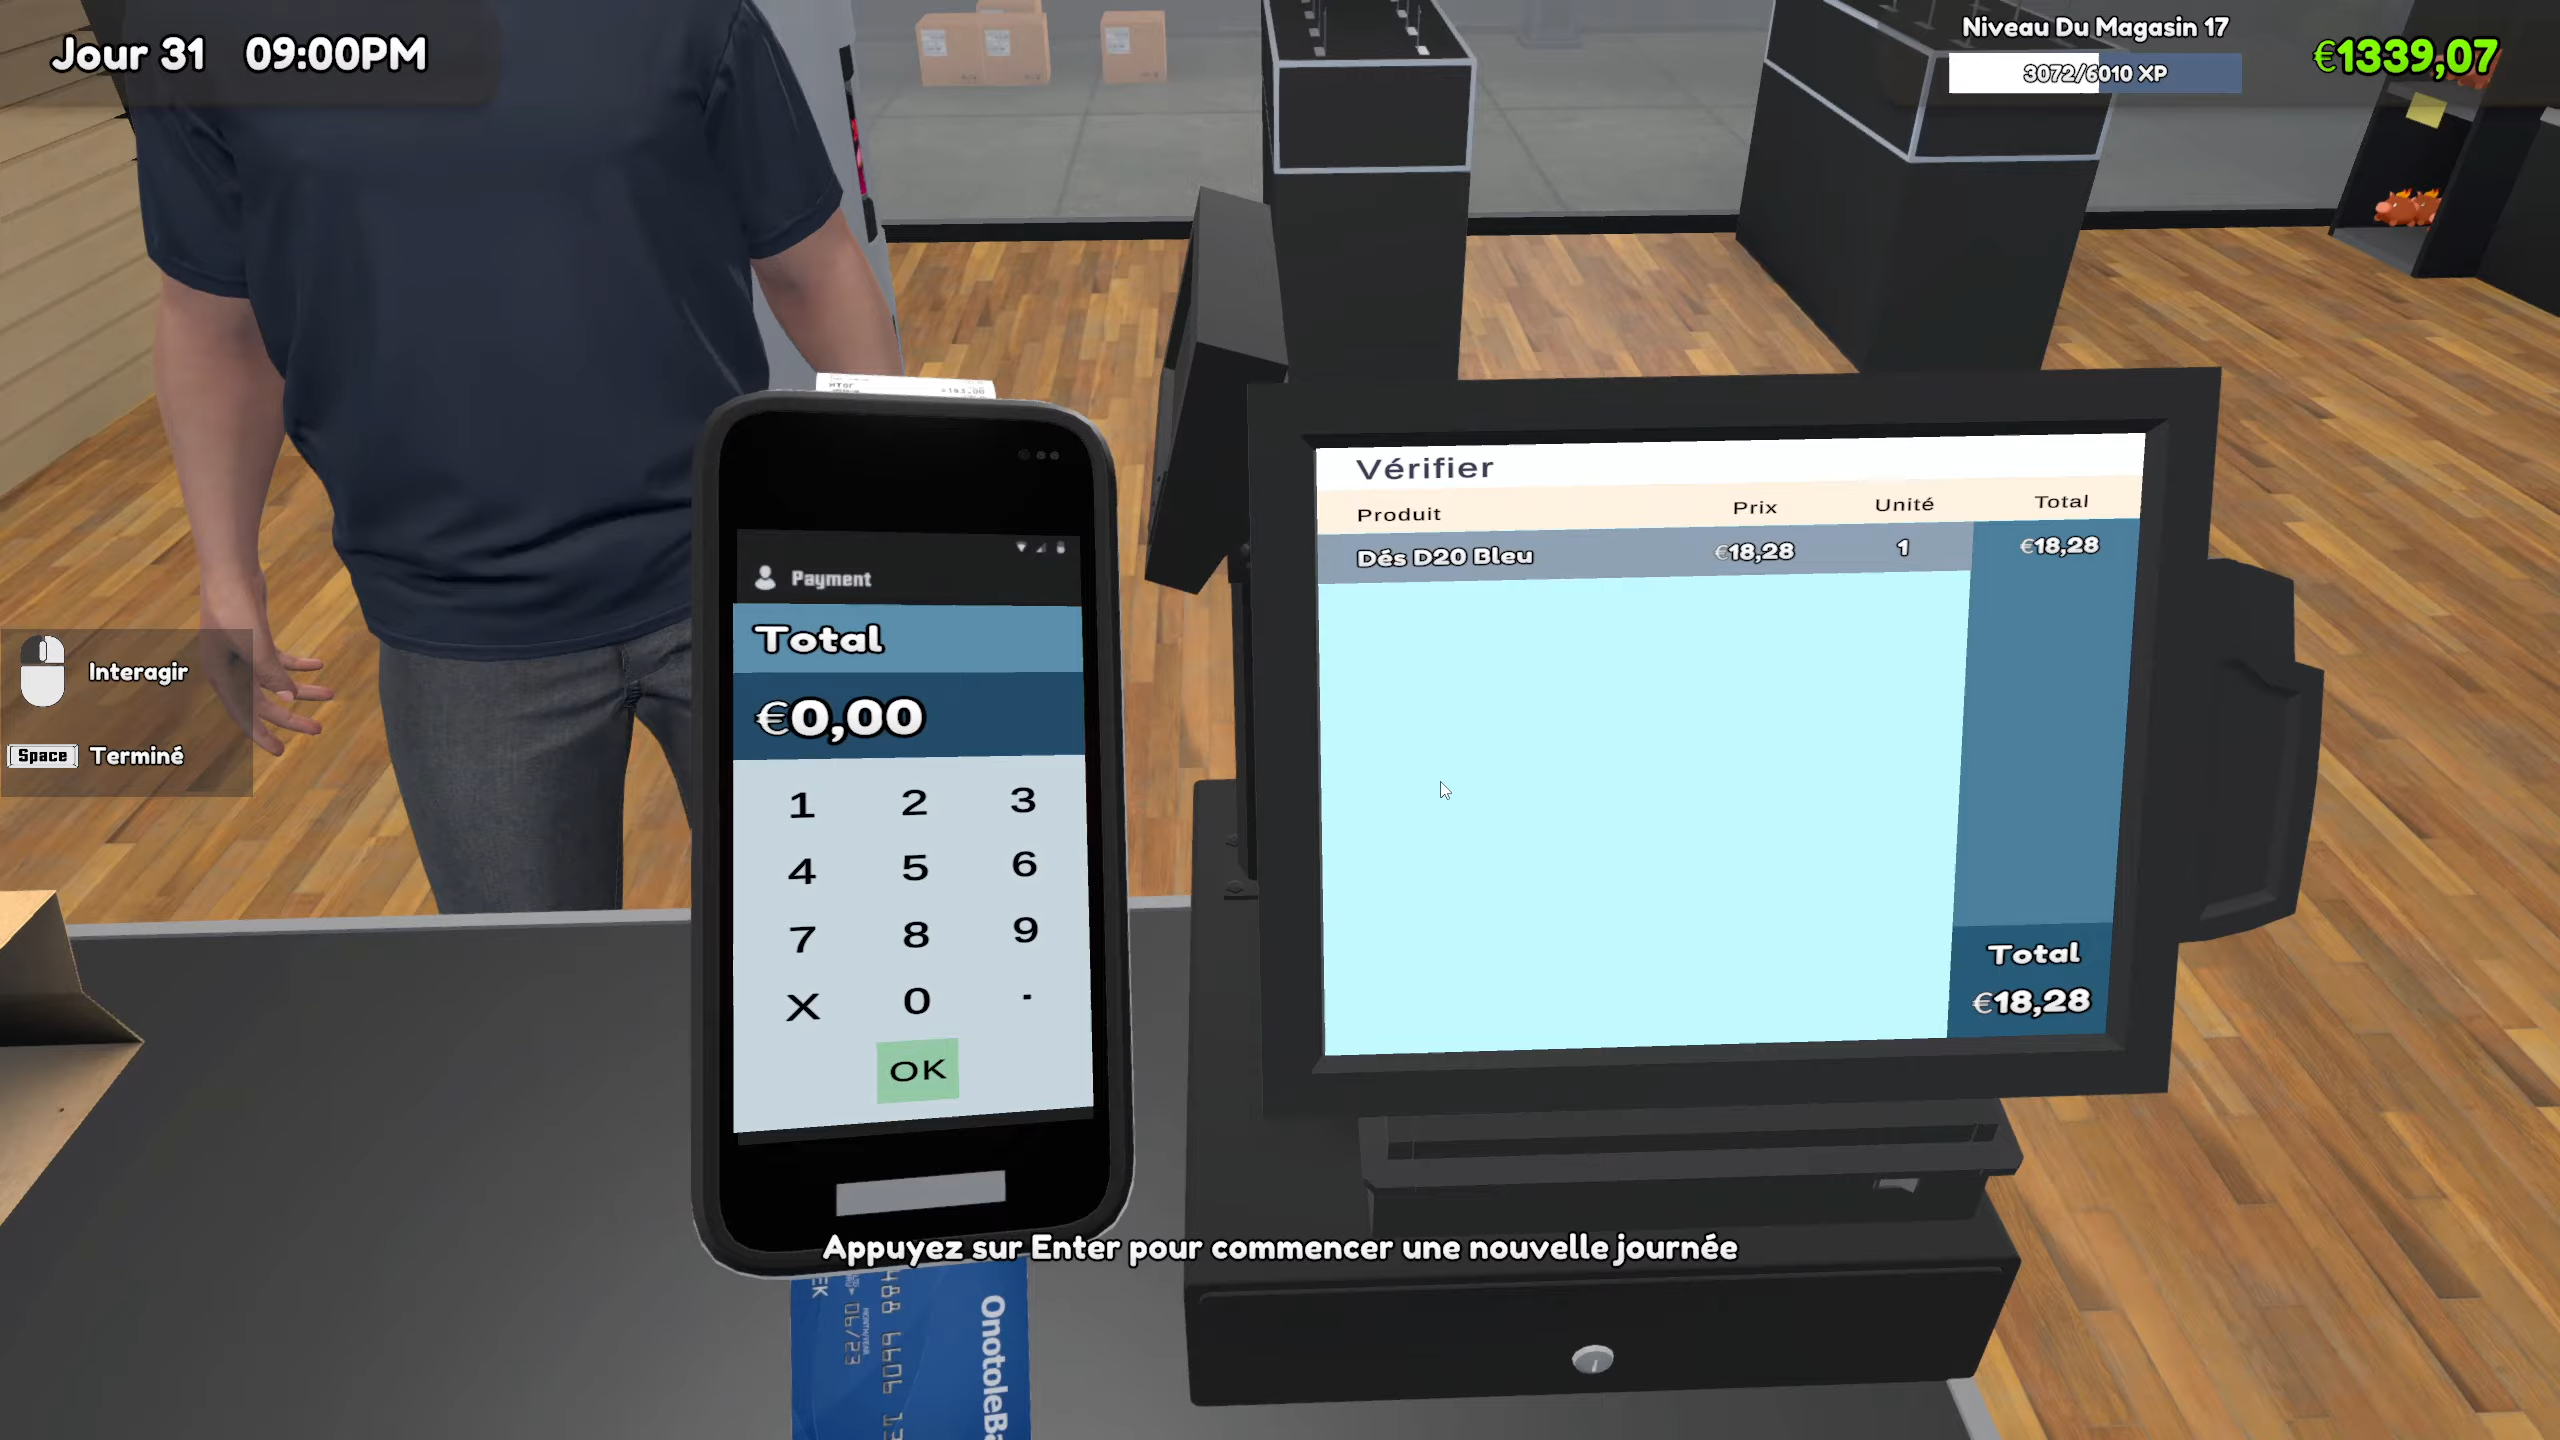 Jour 31 09:00PM
Niveau Du Magasin 17
3072/6010 XP
€1339,07
Interagir
Space Terminé
Payment
Total
€0,00
1 2 3
4 5 6
7 8 9
X 0 .
OK
Vérifier
Produit Prix Unité Total
Dés D20 Bleu €18,28 1 €18,28
Total
€18,28
Appuyez sur Enter pour commencer une nouvelle journée
06/23